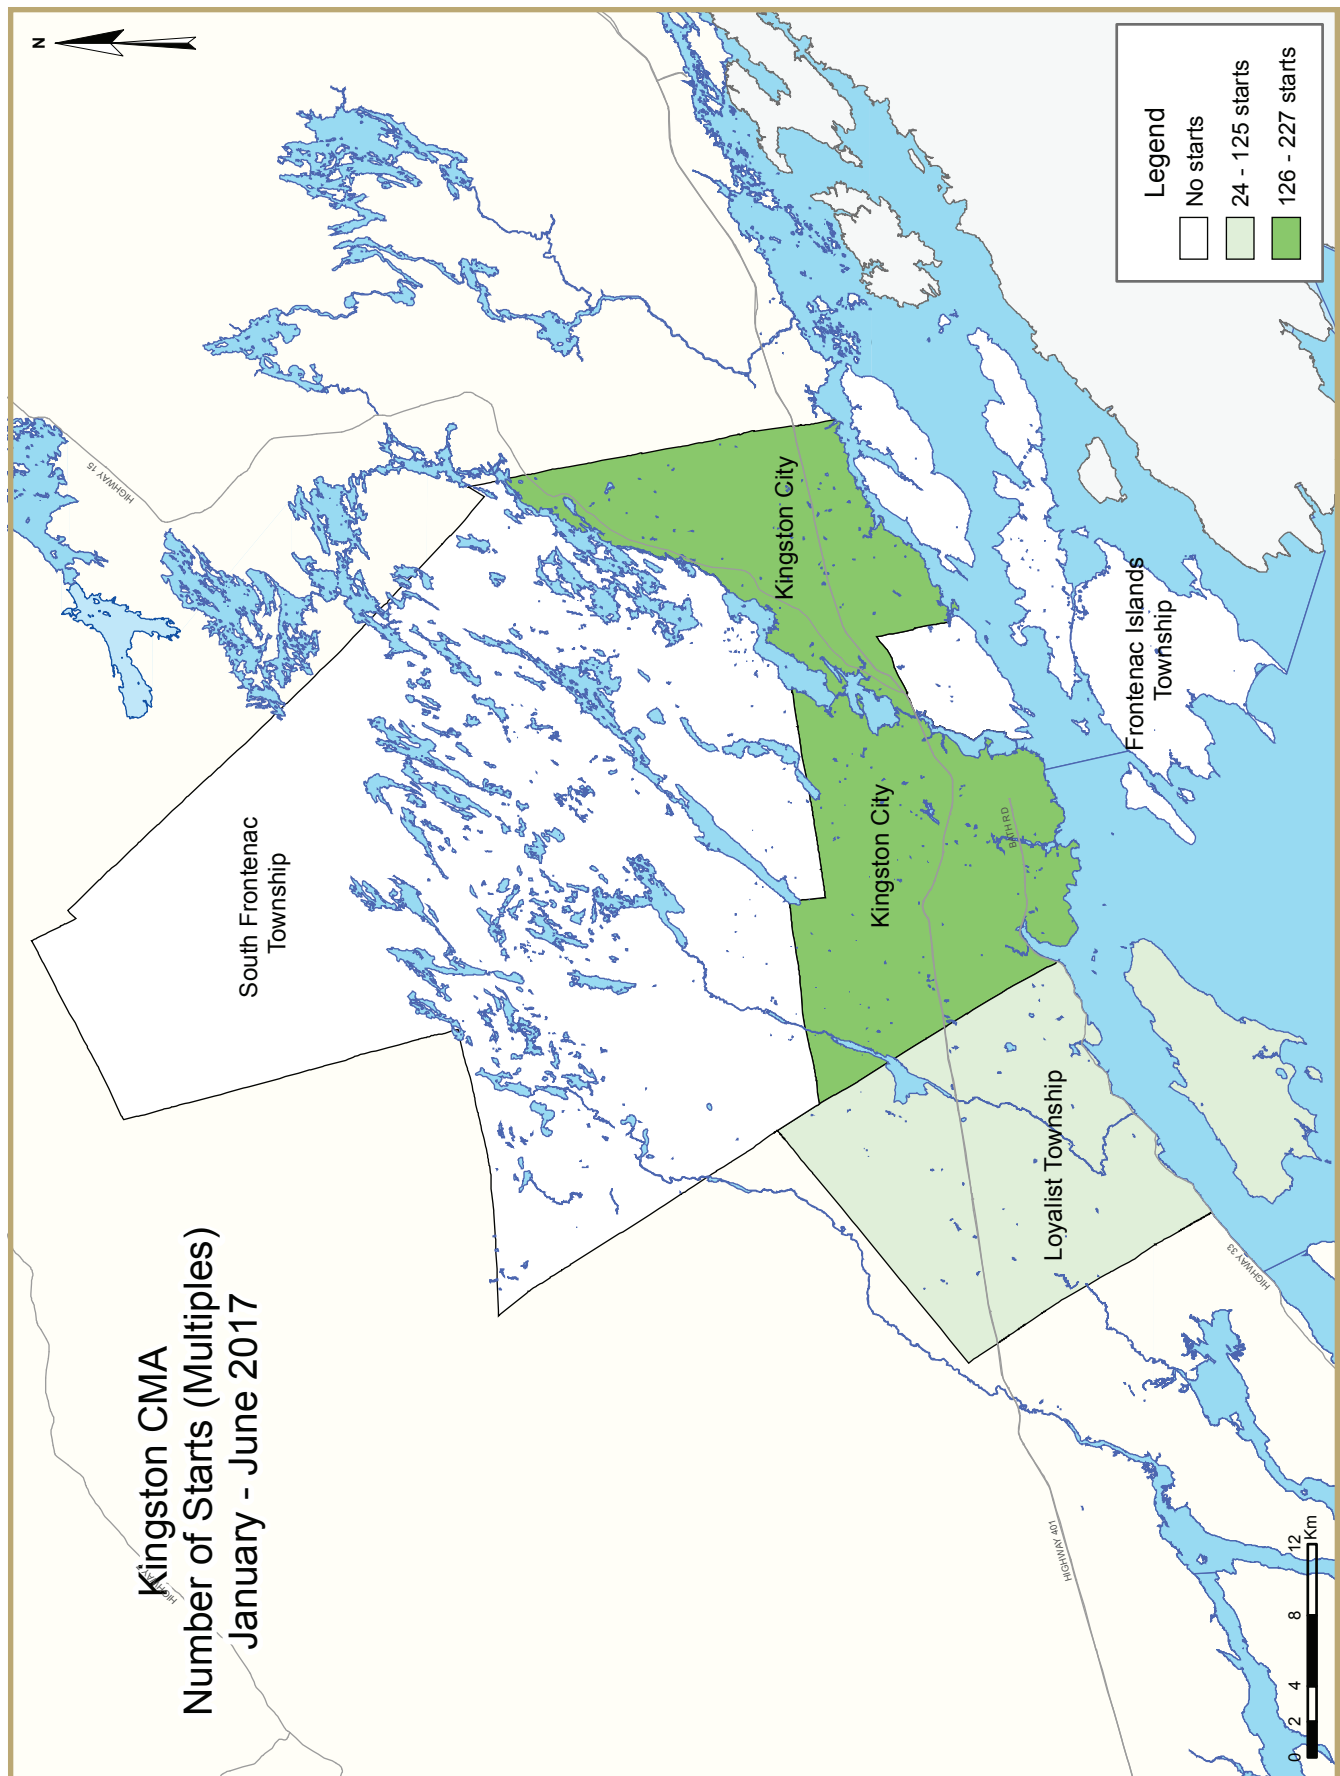 Kingston CMA
Number of Starts (Multiples)
January - June 2017
HIGHWAY
N
HIGHWAY 15
South Frontenac
Township
Kingston City
Kingston City
BATH RD
Loyalist Township
Frontenac Islands
Township
HIGHWAY 33
HIGHWAY 401
Legend
No starts
24 - 125 starts
126 - 227 starts
0 2 4 8 12
Km